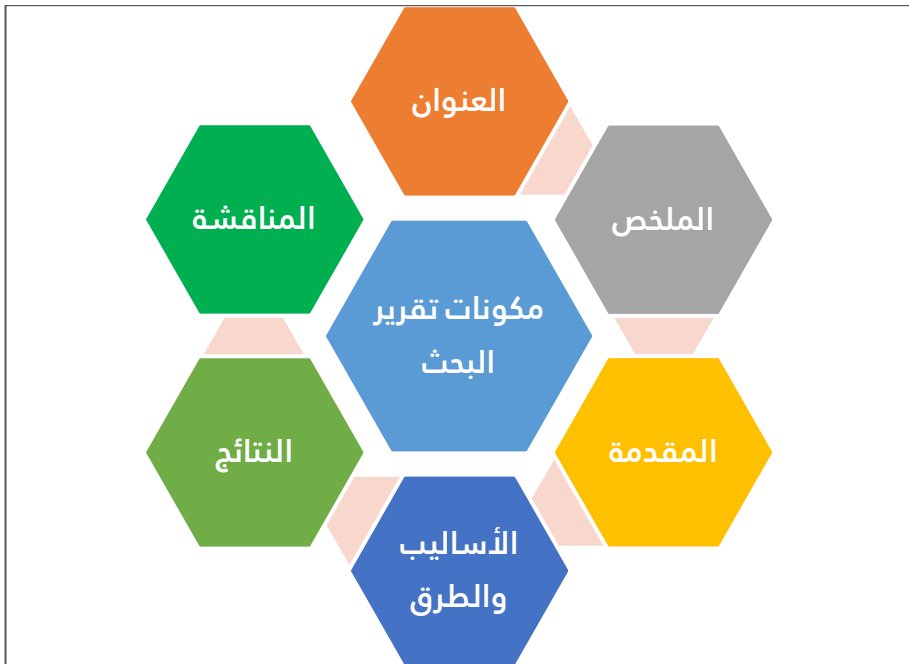 العنوان
الملخص
المقدمة
الأساليب
والطرق
النتائج
المناقشة
مكونات تقرير
البحث